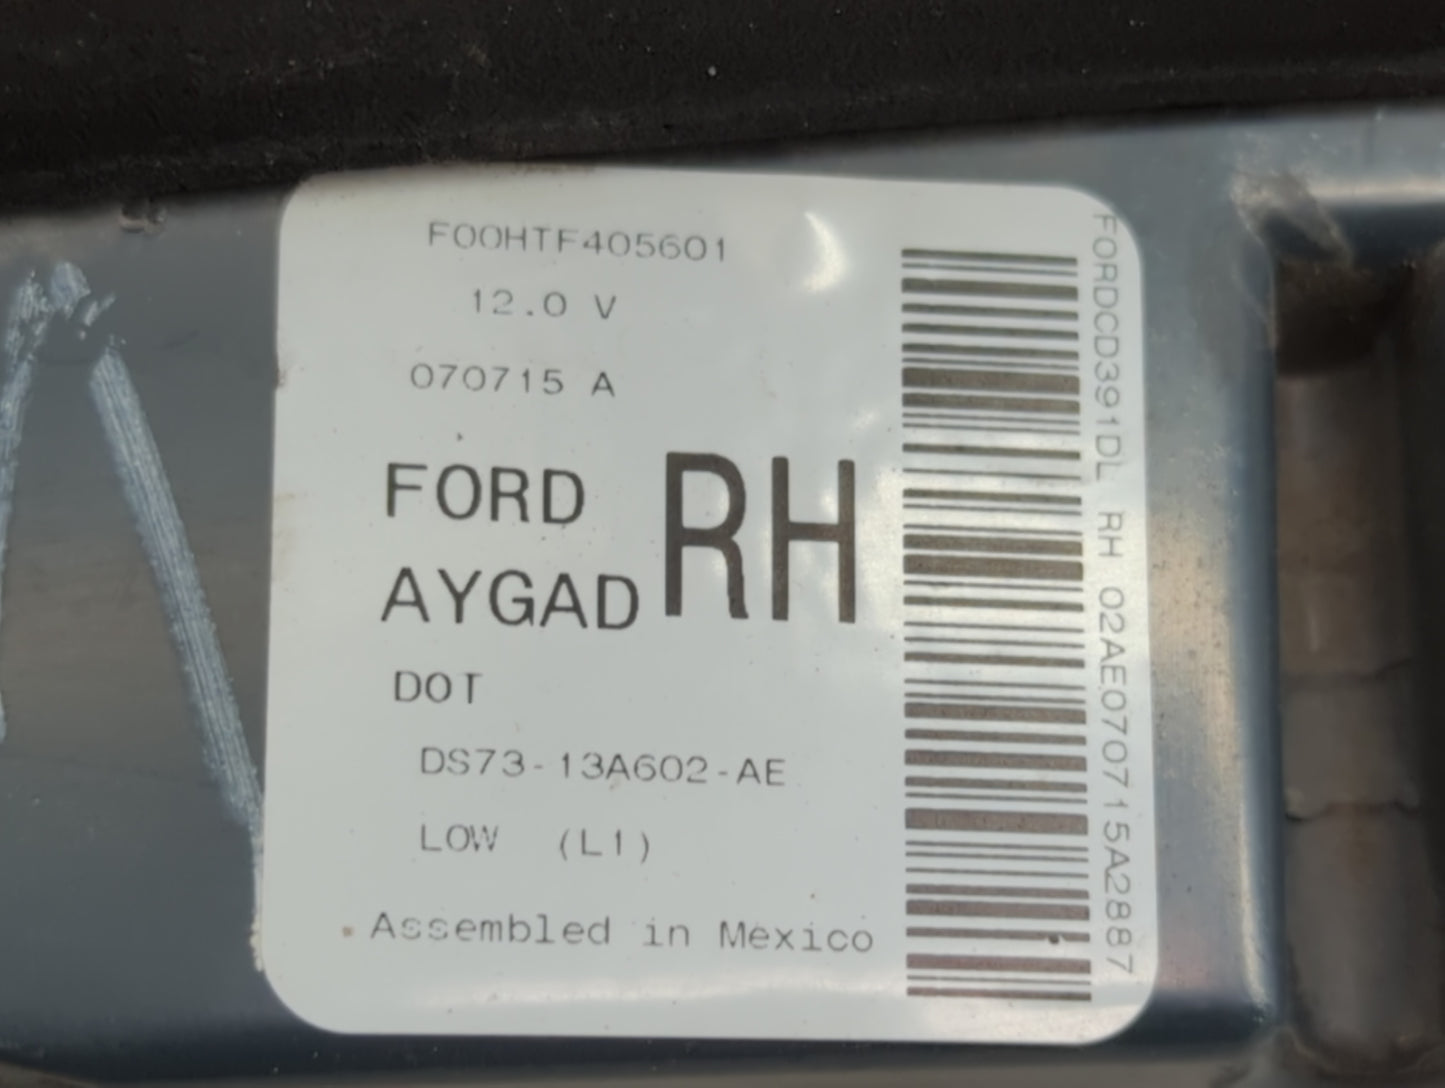 F00HTF405601
12.0 V
070715 A
FORD
AYGAD
RH
DOT
DS73-13A602-AE
LOW (L1)
Assembled in Mexico
FORDCD391DL RH 02AE070715A2887